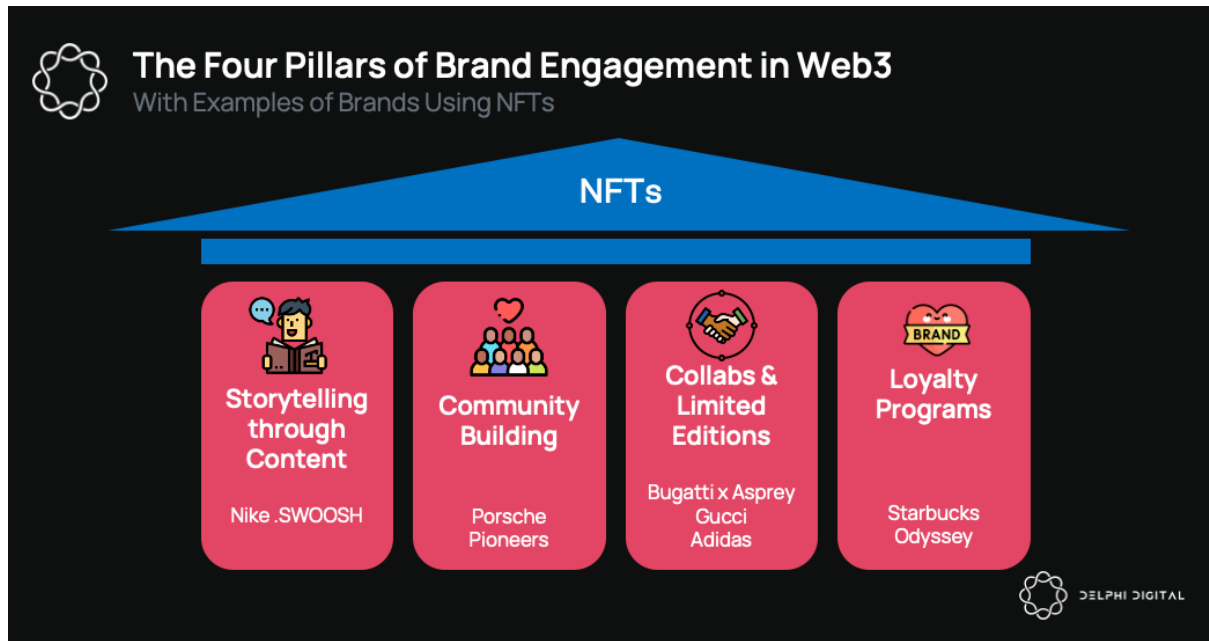 The Four Pillars of Brand Engagement in Web3
With Examples of Brands Using NFTs
NFTs
Storytelling
through
Content
Nike .SWOOSH
Community
Building
Porsche
Pioneers
Collabs &
Limited
Editions
Bugatti x Asprey
Gucci
Adidas
BRAND
Loyalty
Programs
Starbucks
Odyssey
DELPHI DIGITAL